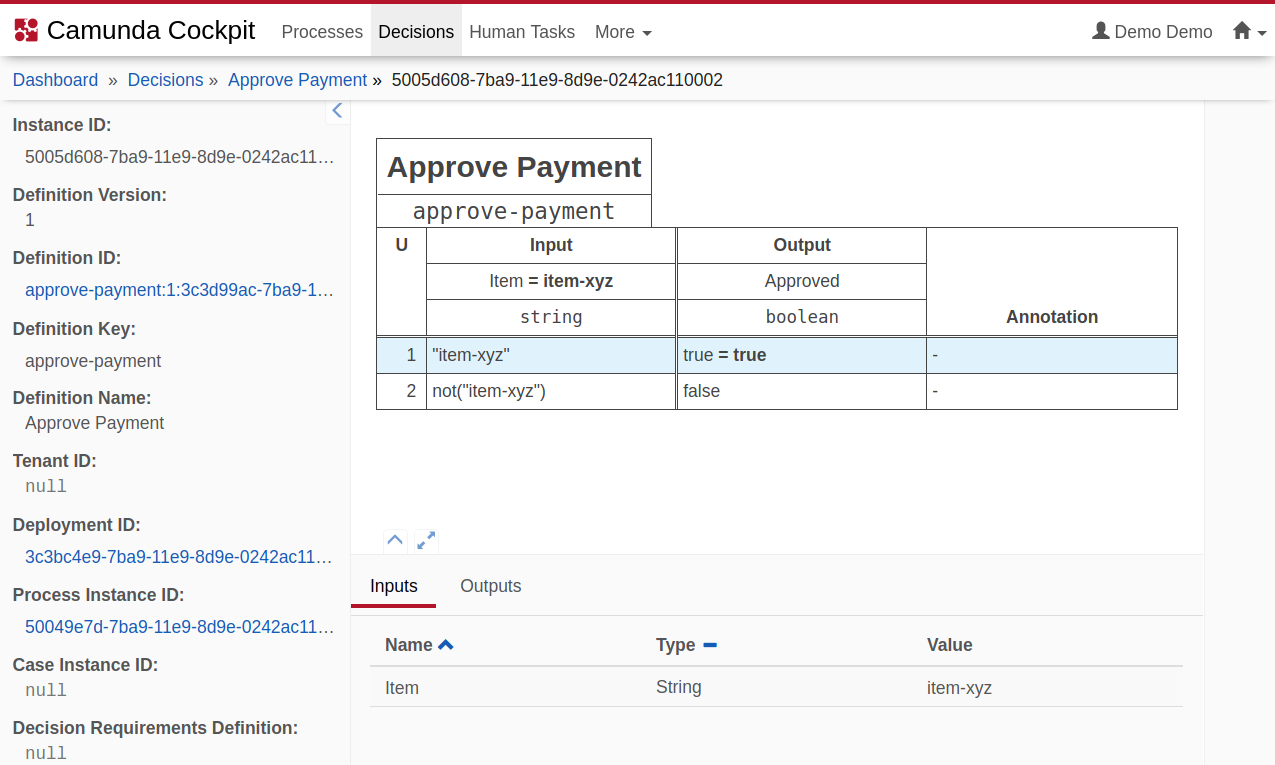 Camunda Cockpit Processes Decisions Human Tasks More Demo Demo
Dashboard » Decisions » Approve Payment » 5005d608-7ba9-11e9-8d9e-0242ac110002
Instance ID:
5005d608-7ba9-11e9-8d9e-0242ac11…
Definition Version:
1
Definition ID:
approve-payment:1:3c3d99ac-7ba9-1…
Definition Key:
approve-payment
Definition Name:
Approve Payment
Tenant ID:
null
Deployment ID:
3c3bc4e9-7ba9-11e9-8d9e-0242ac11…
Process Instance ID:
50049e7d-7ba9-11e9-8d9e-0242ac11…
Case Instance ID:
null
Decision Requirements Definition:
null
Approve Payment
approve-payment
U Input Output
Item = item-xyz Approved
string boolean Annotation
1 "item-xyz" true = true -
2 not("item-xyz") false -
Inputs Outputs
Name Type Value
Item String item-xyz